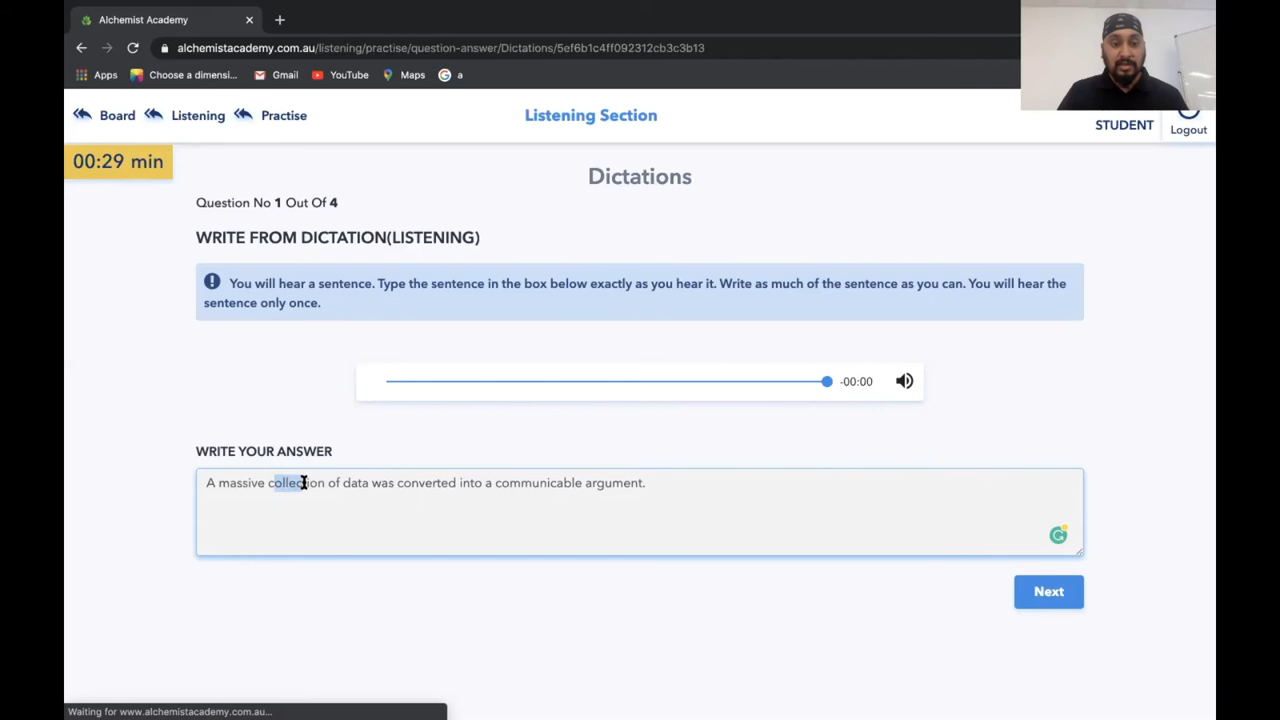 Alchemist Academy
alchemistacademy.com.au/listening/practise/question-answer/Dictations/5ef6b1c4ff092312cb3c3b13
Apps Choose a dimensi... Gmail YouTube Maps a
Board Listening Practise Listening Section
STUDENT Logout
00:29 min
Dictations
Question No 1 Out Of 4
WRITE FROM DICTATION(LISTENING)
You will hear a sentence. Type the sentence in the box below exactly as you hear it. Write as much of the sentence as you can. You will hear the
sentence only once.
-00:00
WRITE YOUR ANSWER
A massive collection of data was converted into a communicable argument.
Next
Waiting for www.alchemistacademy.com.au...